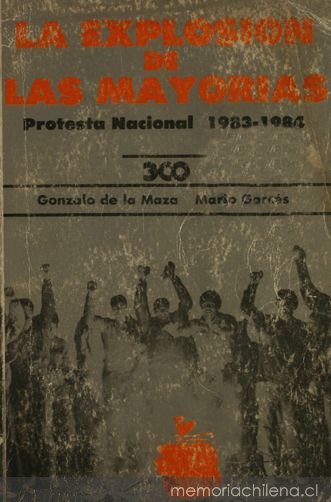 LA EXPLOSION
DE
LAS MAYORIAS
Protesta Nacional 1983-1984
ECO
Gonzalo de la Maza Mario Garcés
memoriachilena.cl